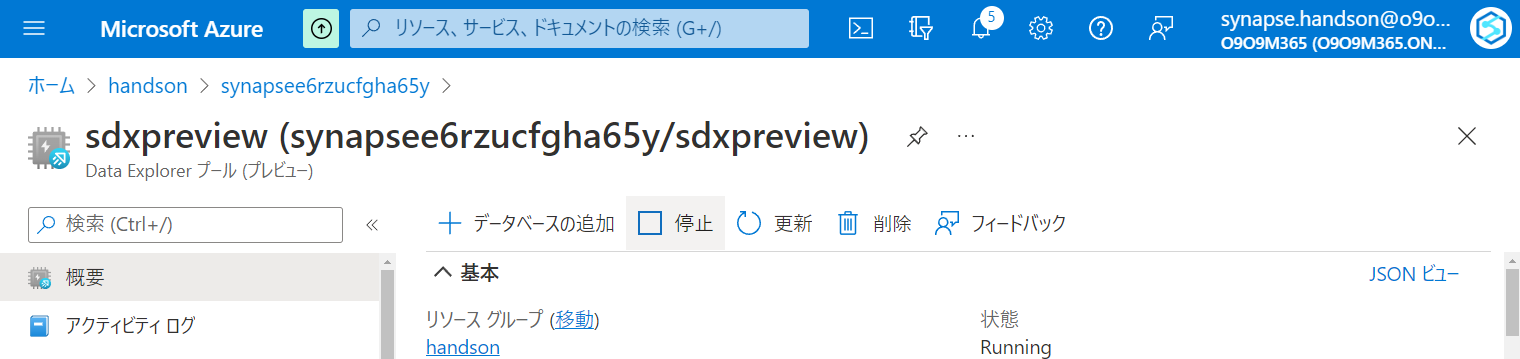 Microsoft Azure
リソース、サービス、ドキュメントの検索 (G+/)
5
synapse.handson@o9o...
O9O9M365 (O9O9M365.ON...
ホーム > handson > synapsee6rzucfgha65y >
sdxpreview (synapsee6rzucfgha65y/sdxpreview)
...
Data Explorer プール (プレビュー)
検索 (Ctrl+/)
«
データベースの追加
停止
更新
削除
フィードバック
概要
アクティビティ ログ
基本
JSON ビュー
リソース グループ (移動)
handson
状態
Running